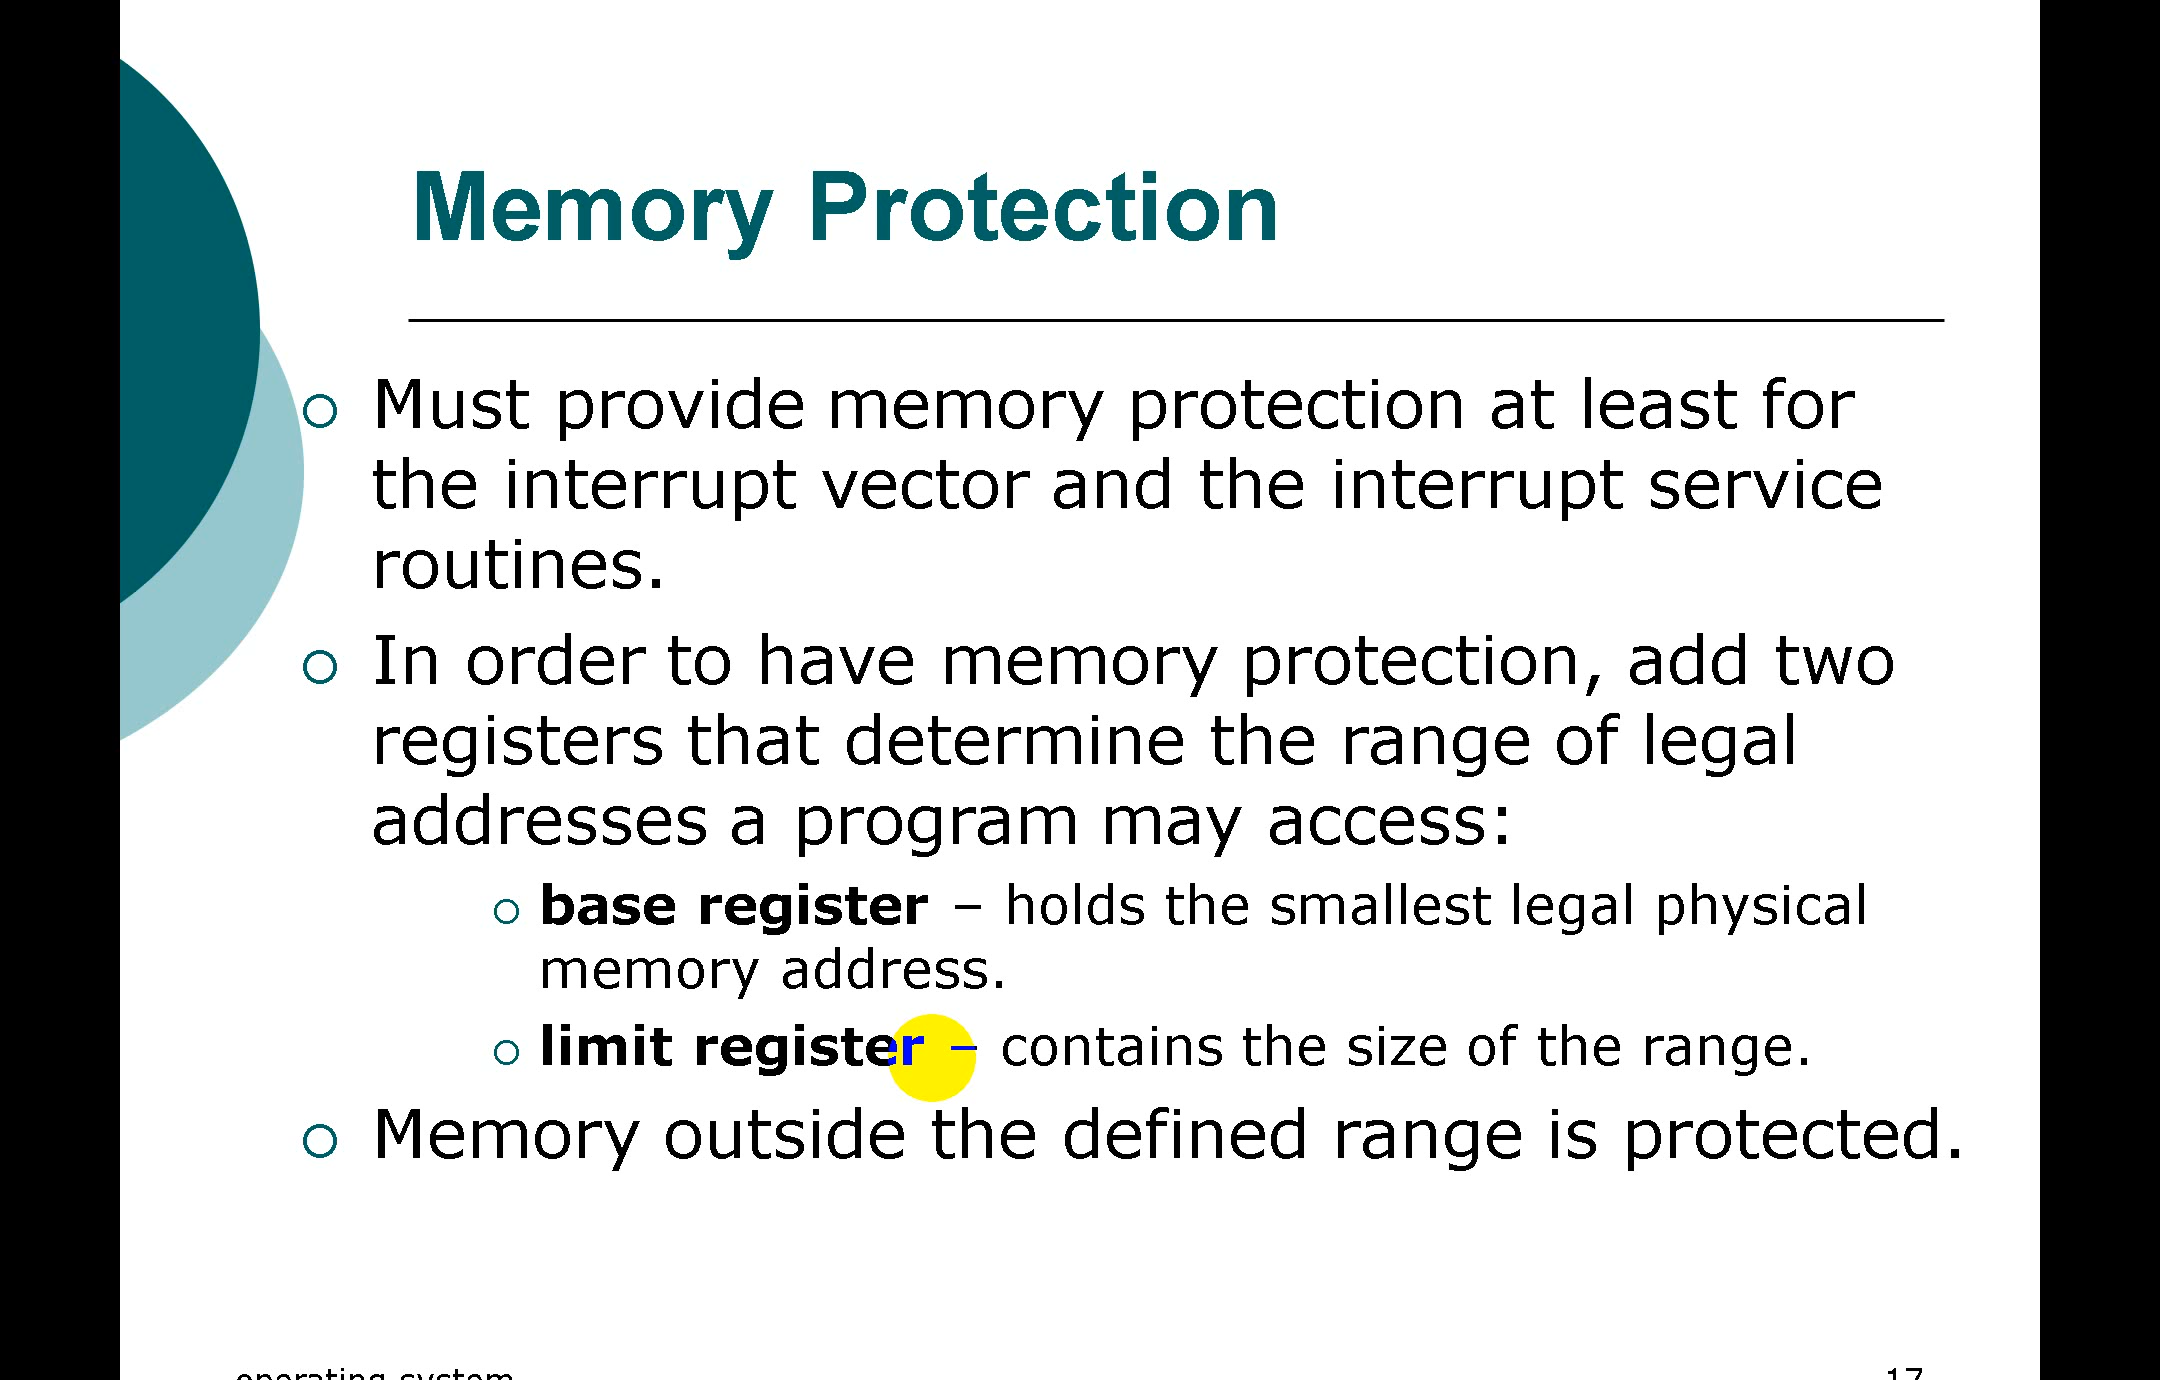 Memory Protection
Must provide memory protection at least for
the interrupt vector and the interrupt service
routines.
In order to have memory protection, add two
registers that determine the range of legal
addresses a program may access:
base register – holds the smallest legal physical
memory address.
limit register – contains the size of the range.
Memory outside the defined range is protected.
operating system
17